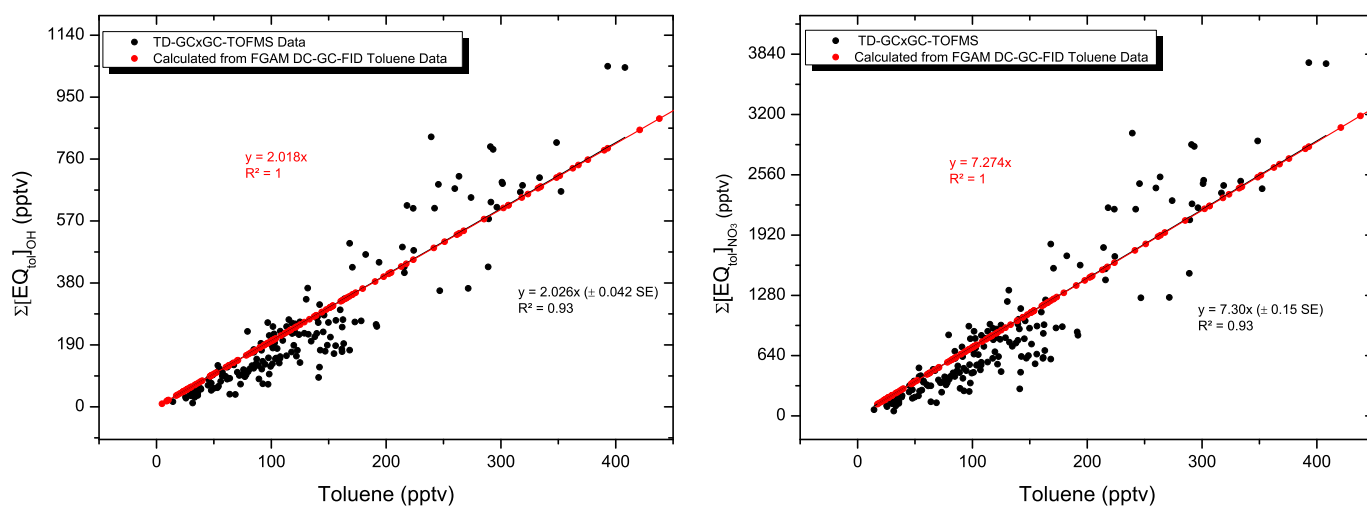 1140
950
760
570
380
190
0
Σ[EQtol]OH (pptv)
TD-GCxGC-TOFMS Data
Calculated from FGAM DC-GC-FID Toluene Data
y = 2.018x
R² = 1
y = 2.026x (± 0.042 SE)
R² = 0.93
0 100 200 300 400
Toluene (pptv)
3840
3200
2560
1920
1280
640
0
Σ[EQtol]NO₃ (pptv)
TD-GCxGC-TOFMS
Calculated from FGAM DC-GC-FID Toluene Data
y = 7.274x
R² = 1
y = 7.30x (± 0.15 SE)
R² = 0.93
0 100 200 300 400
Toluene (pptv)